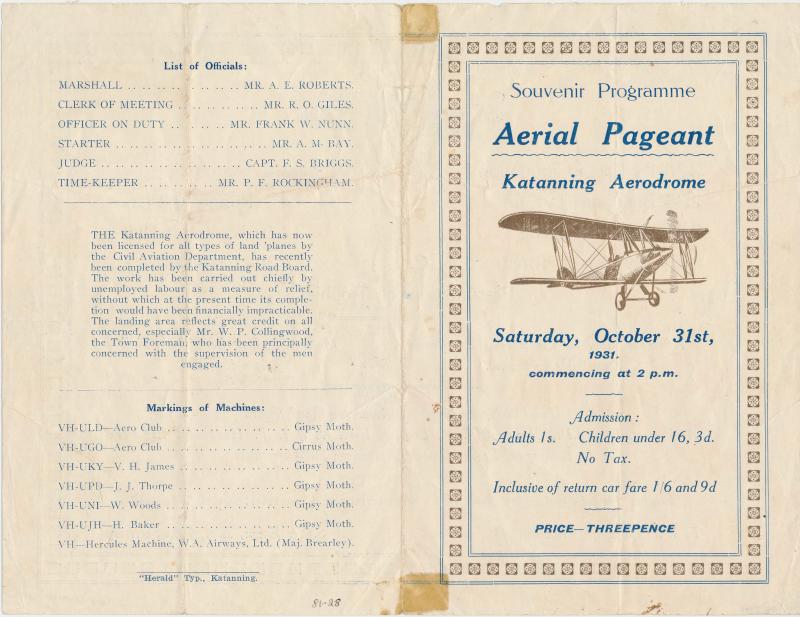 List of Officials:
MARSHALL .............. MR. A. E. ROBERTS.
CLERK OF MEETING .......... MR. R. O. GILES.
OFFICER ON DUTY ....... MR. FRANK W. NUNN.
STARTER ................... MR. A. M. BAY.
JUDGE .................. CAPT. F. S. BRIGGS.
TIME-KEEPER .......... MR. P. F. ROCKINGHAM.
THE Katanning Aerodrome, which has now
been licensed for all types of land 'planes by
the Civil Aviation Department, has recently
been completed by the Katanning Road Board.
The work has been carried out chiefly by
unemployed labour as a measure of relief,
without which at the present time its comple-
tion would have been financially impracticable.
The landing area reflects great credit on all
concerned, especially Mr. W. P. Collingwood,
the Town Foreman, who has been principally
concerned with the supervision of the men
engaged.
Markings of Machines:
VH-ULD—Aero Club .................. Gipsy Moth.
VH-UGO—Aero Club .................. Cirrus Moth.
VH-UKY—V. H. James ................ Gipsy Moth.
VH-UPD—J. J. Thorpe ................ Gipsy Moth.
VH-UNI—W. Woods .................. Gipsy Moth.
VH-UJH—H. Baker .................. Gipsy Moth.
VH—Hercules Machine, W.A. Airways, Ltd. (Maj. Brearley).
"Herald" Typ., Katanning.
81-28
Souvenir Programme
Aerial Pageant
Katanning Aerodrome
Saturday, October 31st,
1931.
commencing at 2 p.m.
Admission:
Adults 1s. Children under 16, 3d.
No Tax.
Inclusive of return car fare 1/6 and 9d
PRICE—THREEPENCE